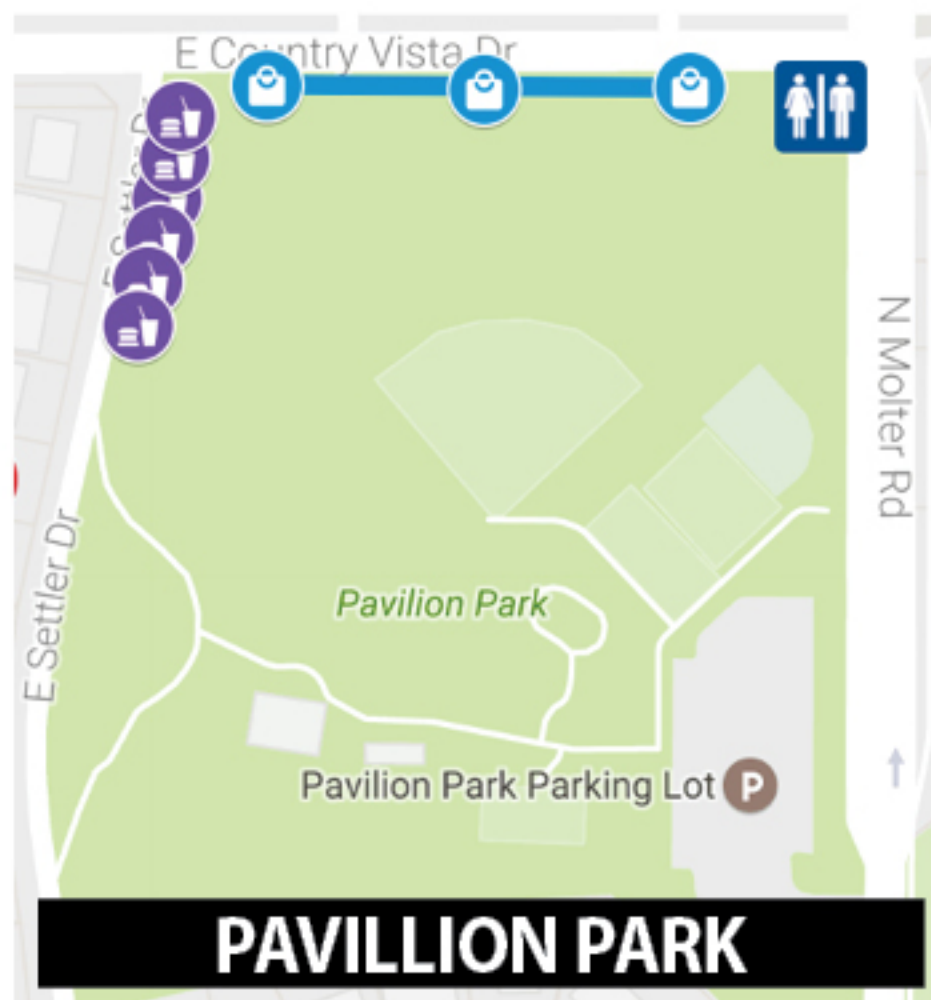 E Country Vista Dr
N Molter Rd
E Settler Dr
Pavilion Park
Pavilion Park Parking Lot P
PAVILLION PARK